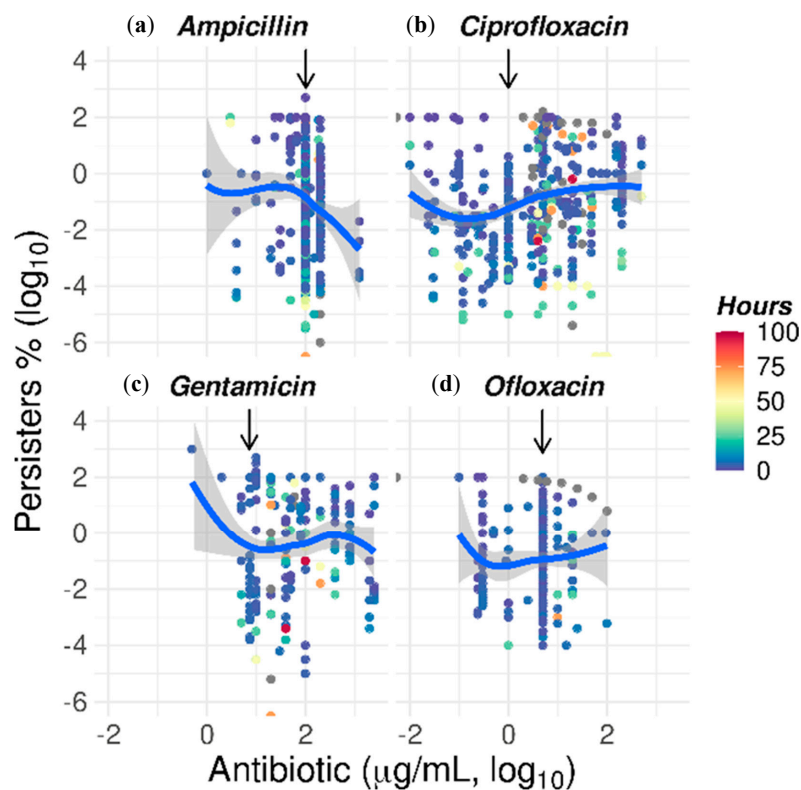 (a) Ampicillin (b) Ciprofloxacin
4
2
0
-2
-4
-6
Persisters % (log10)
Hours
100
75
50
25
0
(c) Gentamicin (d) Ofloxacin
4
2
0
-2
-4
-6
-2 0 2 -2 0 2
Antibiotic (μg/mL, log10)